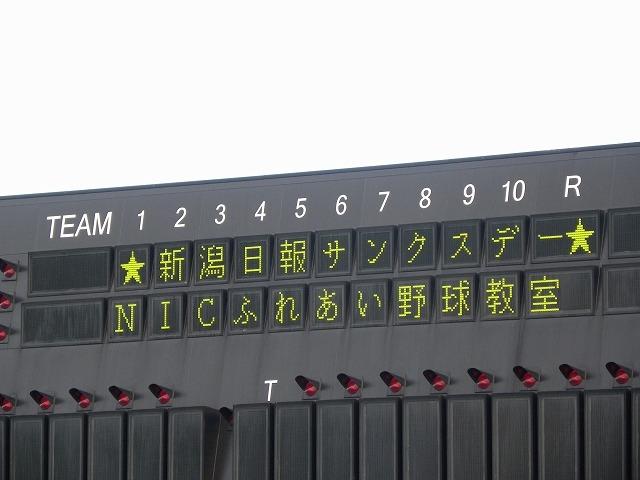 TEAM 1 2 3 4 5 6 7 8 9 10 R
★新潟日報サンクスデー★
NICふれあい野球教室
T